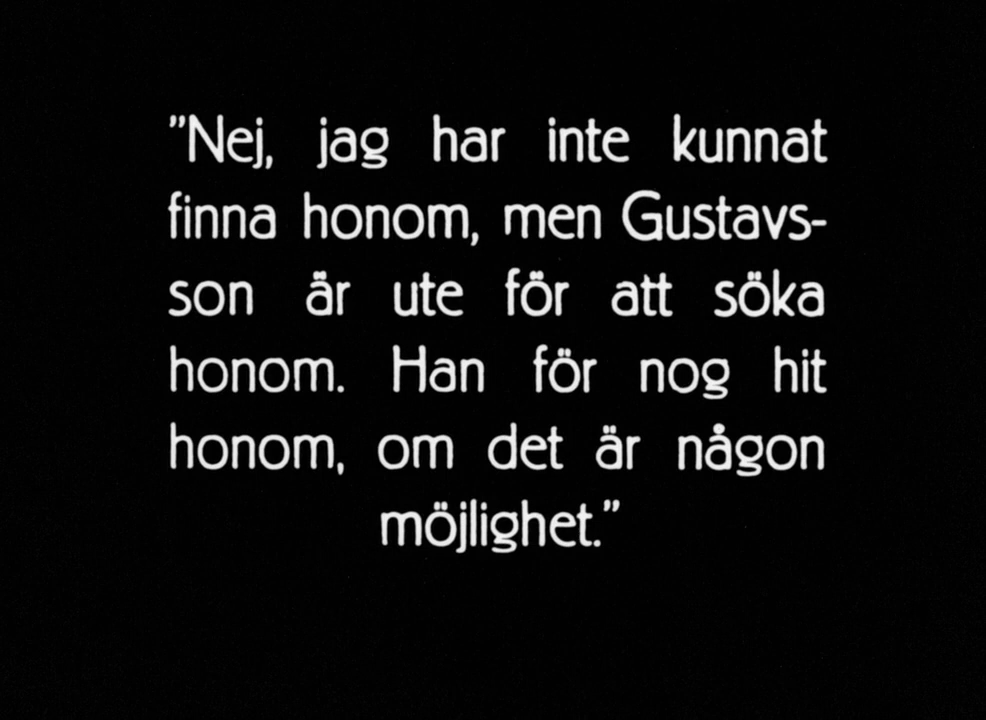 ”Nej, jag har inte kunnat
finna honom, men Gustavs-
son är ute för att söka
honom. Han för nog hit
honom, om det är någon
möjlighet.”